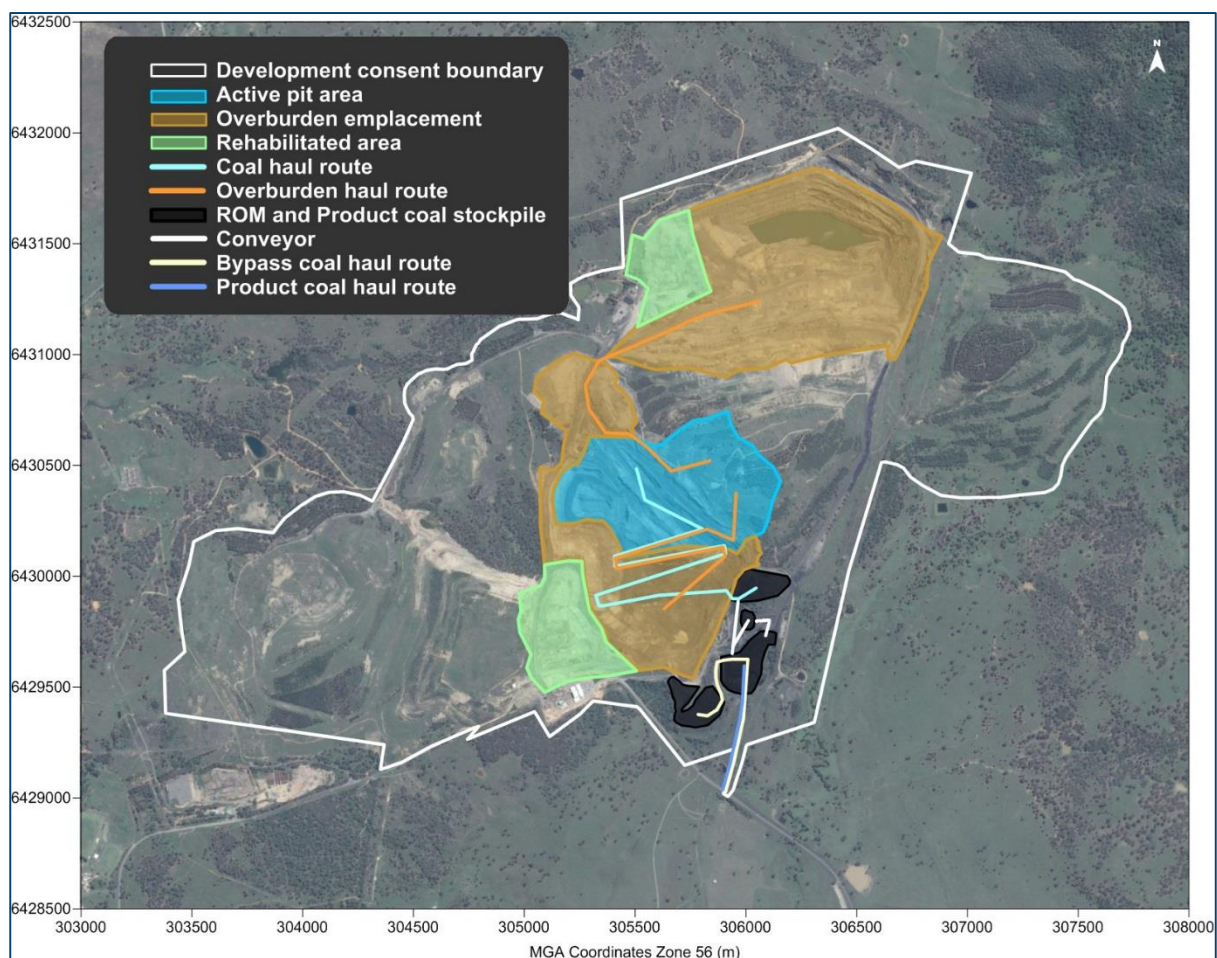 6432500
6432000
6431500
6431000
6430500
6430000
6429500
6429000
6428500
N
Development consent boundary
Active pit area
Overburden emplacement
Rehabilitated area
Coal haul route
Overburden haul route
ROM and Product coal stockpile
Conveyor
Bypass coal haul route
Product coal haul route
303000 303500 304000 304500 305000 305500 306000 306500 307000 307500 308000
MGA Coordinates Zone 56 (m)